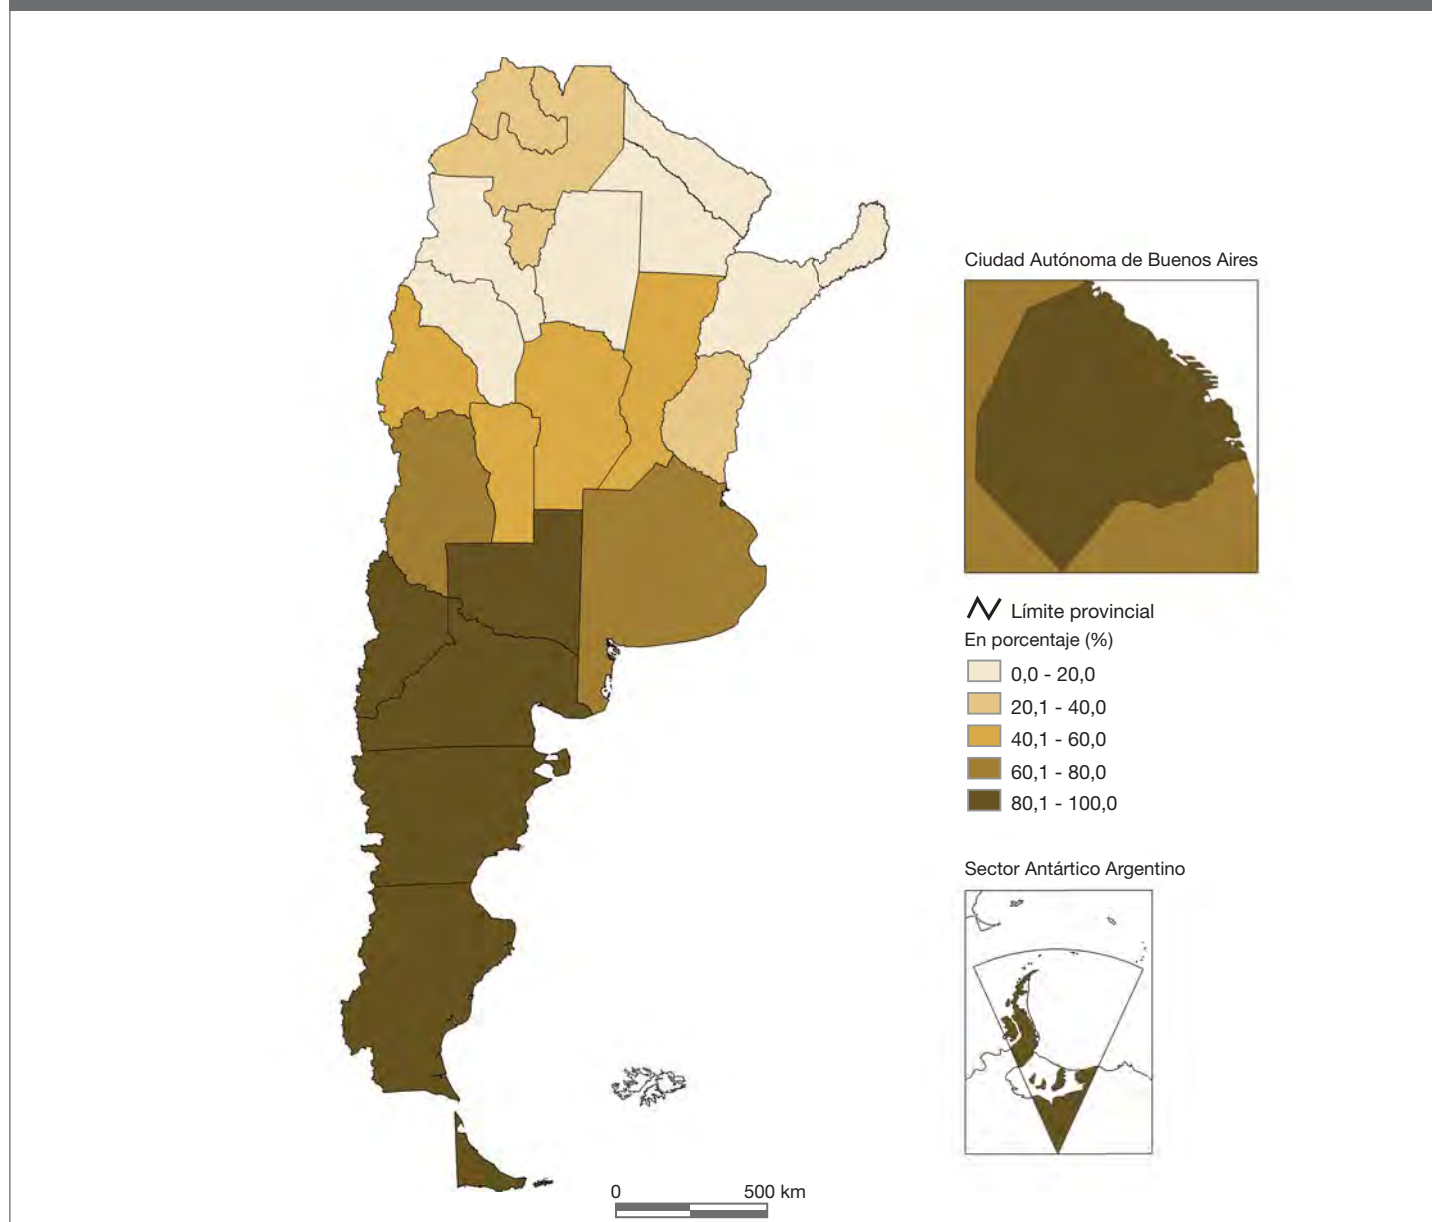 Ciudad Autónoma de Buenos Aires
Límite provincial
En porcentaje (%)
0,0 - 20,0
20,1 - 40,0
40,1 - 60,0
60,1 - 80,0
80,1 - 100,0
Sector Antártico Argentino
0 500 km